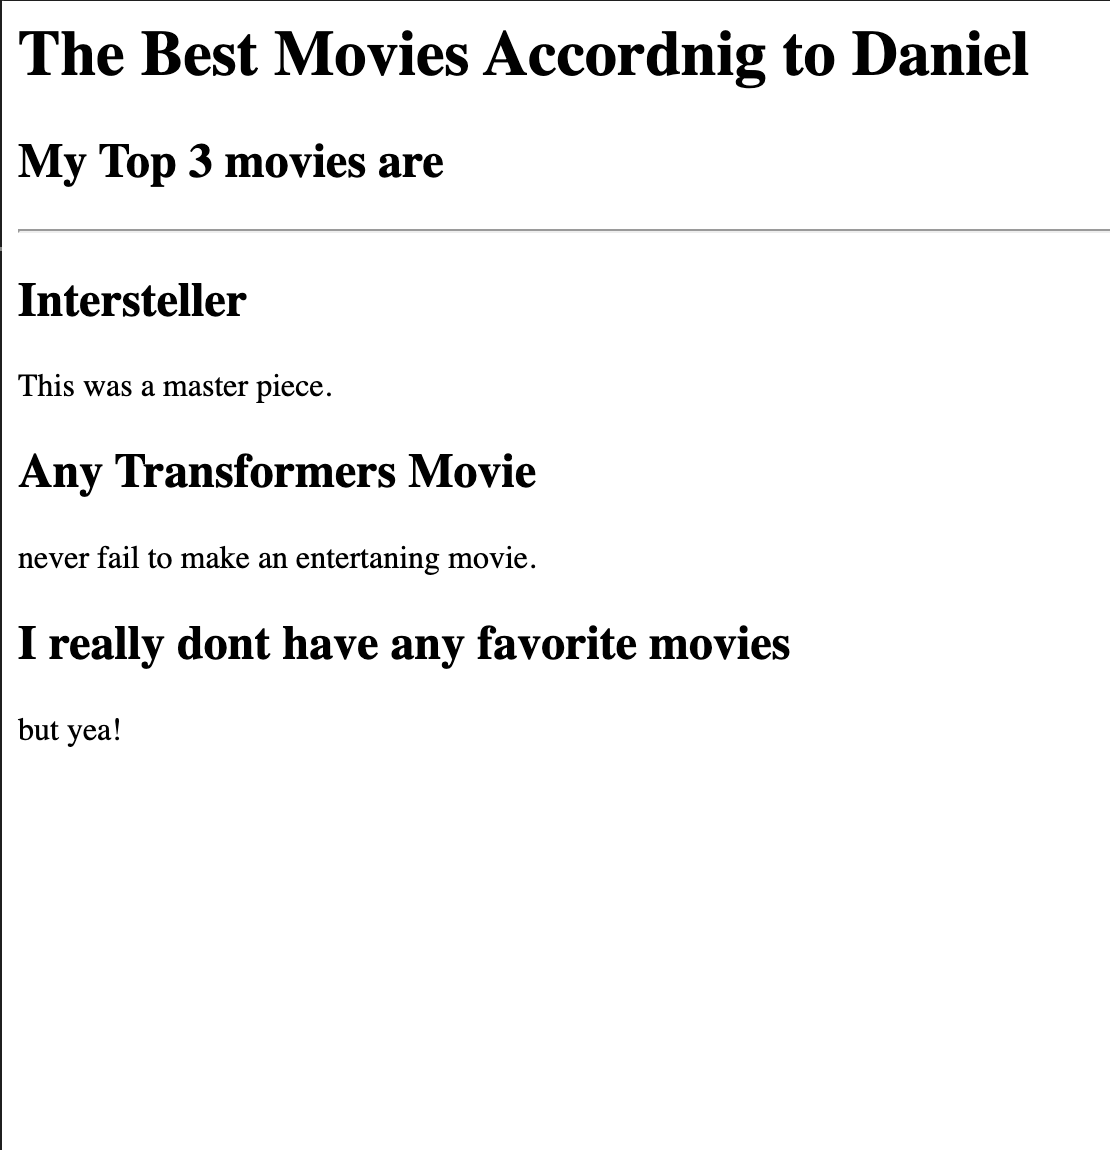 The Best Movies Accordnig to Daniel
My Top 3 movies are
Intersteller
This was a master piece.
Any Transformers Movie
never fail to make an entertaning movie.
I really dont have any favorite movies
but yea!